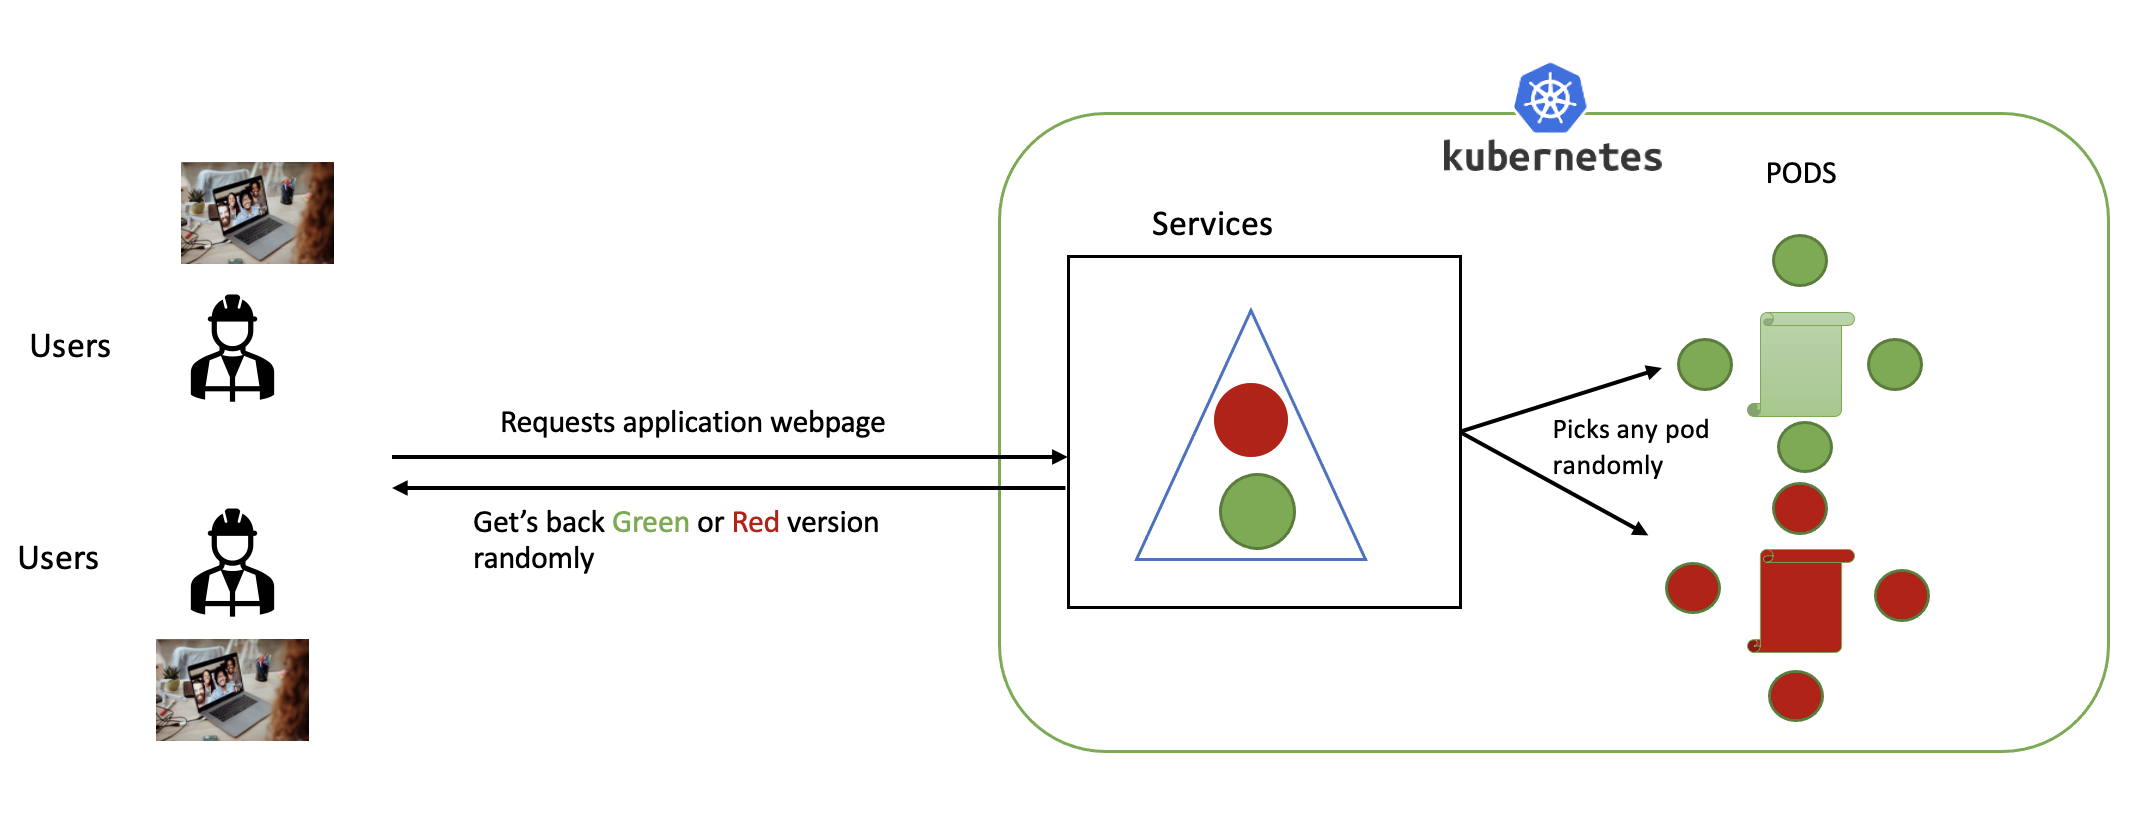 kubernetes
PODS
Services
Users
Requests application webpage
Picks any pod
randomly
Get's back Green or Red version
randomly
Users